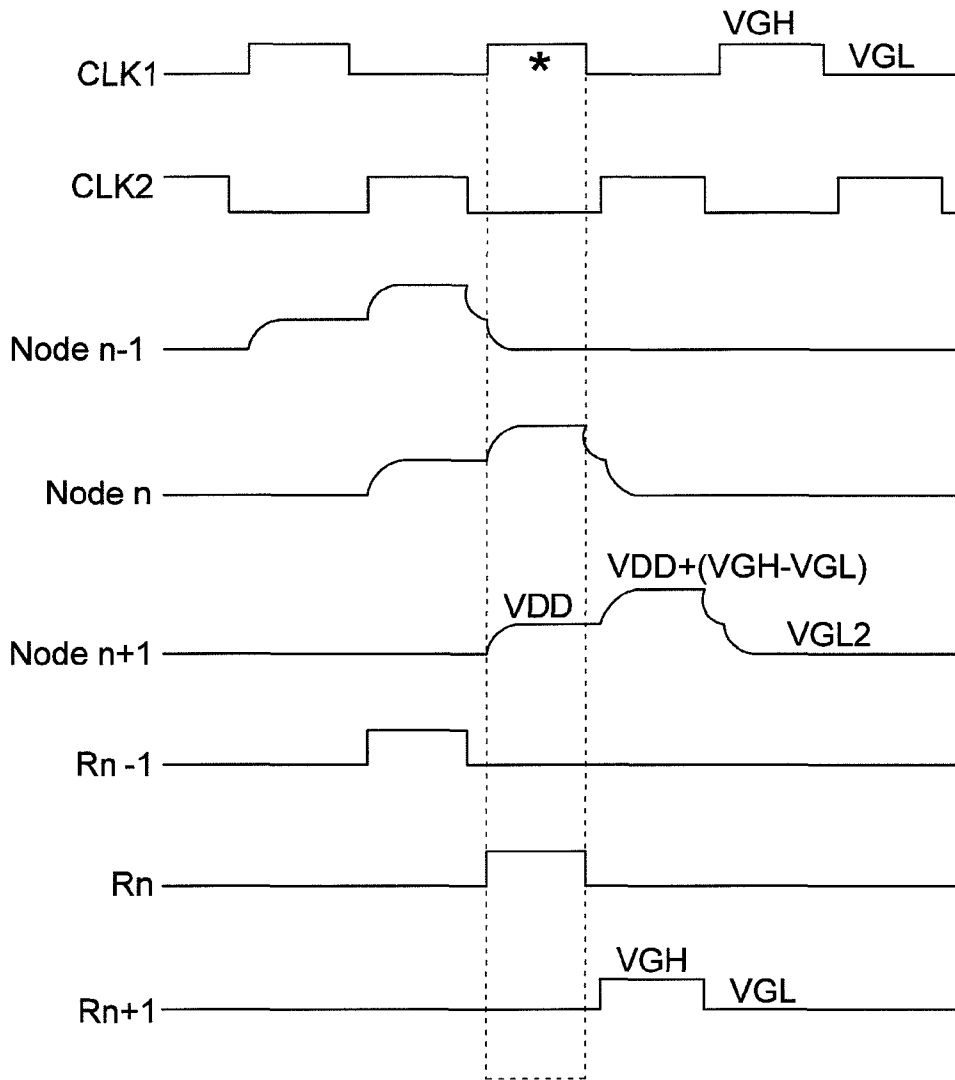 VGH
CLK1
*
VGL
CLK2
Node n-1
Node n
VDD+(VGH-VGL)
VDD
Node n+1
VGL2
Rn -1
Rn
VGH
Rn+1
VGL